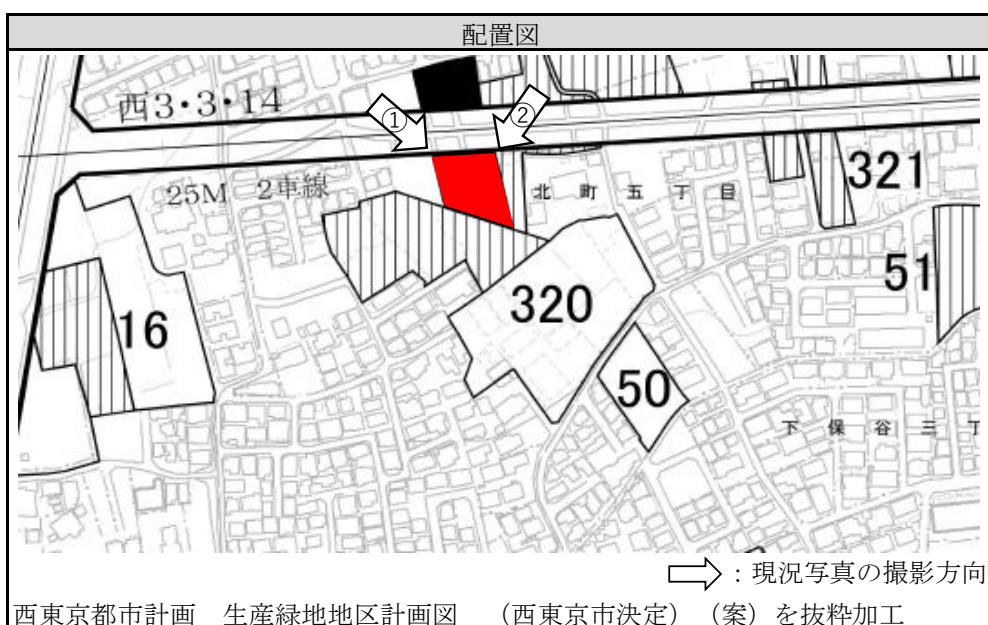 配置図
西3・3・14
①
②
25M 2車線
北町五丁目
321
51
320
16
50
下保谷三丁
：現況写真の撮影方向
西東京都市計画　生産緑地地区計画図　（西東京市決定）（案）を抜粋加工